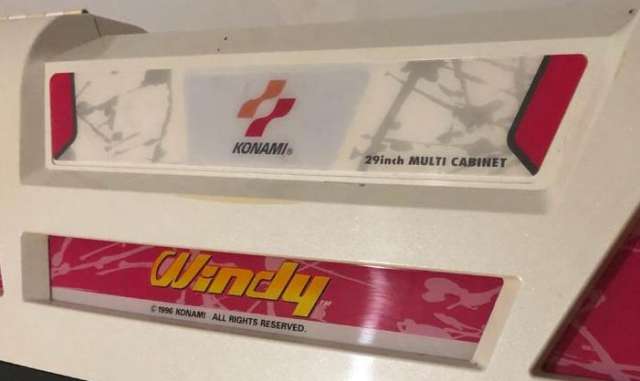 KONAMI®
29inch MULTI CABINET
Windy
© 1996 KONAMI ALL RIGHTS RESERVED.